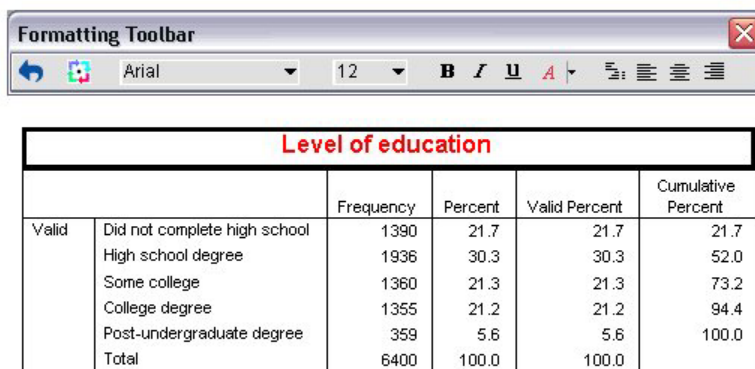 Formatting Toolbar
Arial 12 B I U A
Level of education
Frequency Percent Valid Percent Cumulative Percent
Valid Did not complete high school 1390 21.7 21.7 21.7
High school degree 1936 30.3 30.3 52.0
Some college 1360 21.3 21.3 73.2
College degree 1355 21.2 21.2 94.4
Post-undergraduate degree 359 5.6 5.6 100.0
Total 6400 100.0 100.0